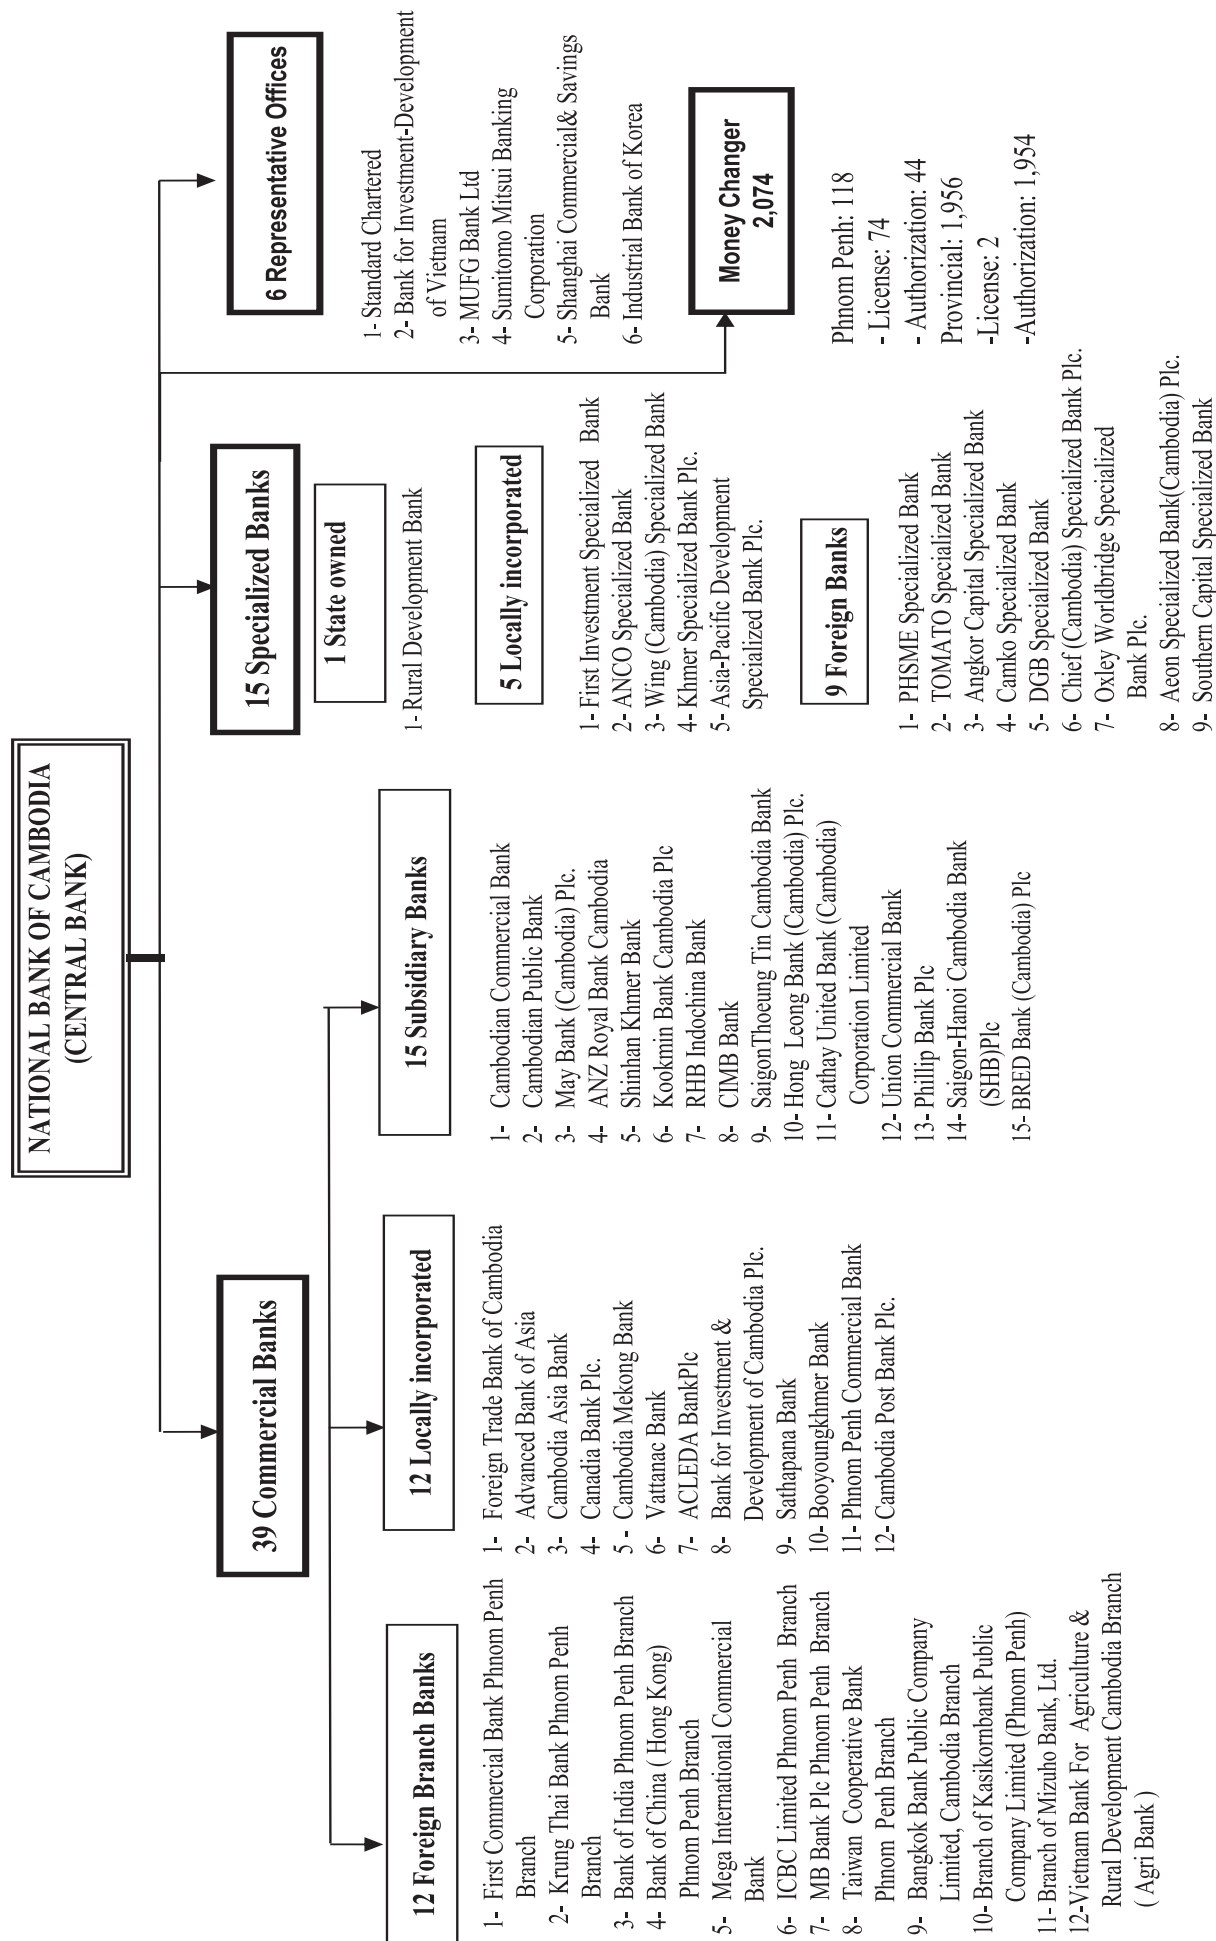 NATIONAL BANK OF CAMBODIA
(CENTRAL BANK)
39 Commercial Banks
12 Foreign Branch Banks
1- First Commercial Bank Phnom Penh
Branch
2- Krung Thai Bank Phnom Penh
Branch
3- Bank of India Phnom Penh Branch
4- Bank of China ( Hong Kong)
Phnom Penh Branch
5- Mega International Commercial
Bank
6- ICBC Limited Phnom Penh Branch
7- MB Bank Plc Phnom Penh Branch
8- Taiwan Cooperative Bank
Phnom Penh Branch
9- Bangkok Bank Public Company
Limited, Cambodia Branch
10- Branch of Kasikornbank Public
Company Limited (Phnom Penh)
11- Branch of Mizuho Bank, Ltd.
12-Vietnam Bank For Agriculture &
Rural Development Cambodia Branch
( Agri Bank )
12 Locally incorporated
1- Foreign Trade Bank of Cambodia
2- Advanced Bank of Asia
3- Cambodia Asia Bank
4- Canadia Bank Plc.
5 - Cambodia Mekong Bank
6- Vattanac Bank
7- ACLEDA BankPlc
8- Bank for Investment &
Development of Cambodia Plc.
9- Sathapana Bank
10- Booyoungkhmer Bank
11- Phnom Penh Commercial Bank
12- Cambodia Post Bank Plc.
15 Subsidiary Banks
1- Cambodian Commercial Bank
2- Cambodian Public Bank
3- May Bank (Cambodia) Plc.
4- ANZ Royal Bank Cambodia
5- Shinhan Khmer Bank
6- Kookmin Bank Cambodia Plc
7- RHB Indochina Bank
8- CIMB Bank
9- SaigonThoeung Tin Cambodia Bank
10- Hong Leong Bank (Cambodia) Plc.
11- Cathay United Bank (Cambodia)
Corporation Limited
12- Union Commercial Bank
13- Phillip Bank Plc
14- Saigon-Hanoi Cambodia Bank
(SHB)Plc
15- BRED Bank (Cambodia) Plc
15 Specialized Banks
1 State owned
1- Rural Development Bank
5 Locally incorporated
1- First Investment Specialized Bank
2- ANCO Specialized Bank
3- Wing (Cambodia) Specialized Bank
4- Khmer Specialized Bank Plc.
5- Asia-Pacific Development
Specialized Bank Plc.
9 Foreign Banks
1- PHSME Specialized Bank
2- TOMATO Specialized Bank
3- Angkor Capital Specialized Bank
4- Camko Specialized Bank
5- DGB Specialized Bank
6- Chief (Cambodia) Specialized Bank Plc.
7- Oxley Worldbridge Specialized
Bank Plc.
8- Aeon Specialized Bank(Cambodia) Plc.
9- Southern Capital Specialized Bank
6 Representative Offices
1- Standard Chartered
2- Bank for Investment-Development
of Vietnam
3- MUFG Bank Ltd
4- Sumitomo Mitsui Banking
Corporation
5- Shanghai Commercial& Savings
Bank
6- Industrial Bank of Korea
Money Changer
2,074
Phnom Penh: 118
- License: 74
- Authorization: 44
Provincial: 1,956
-License: 2
-Authorization: 1,954